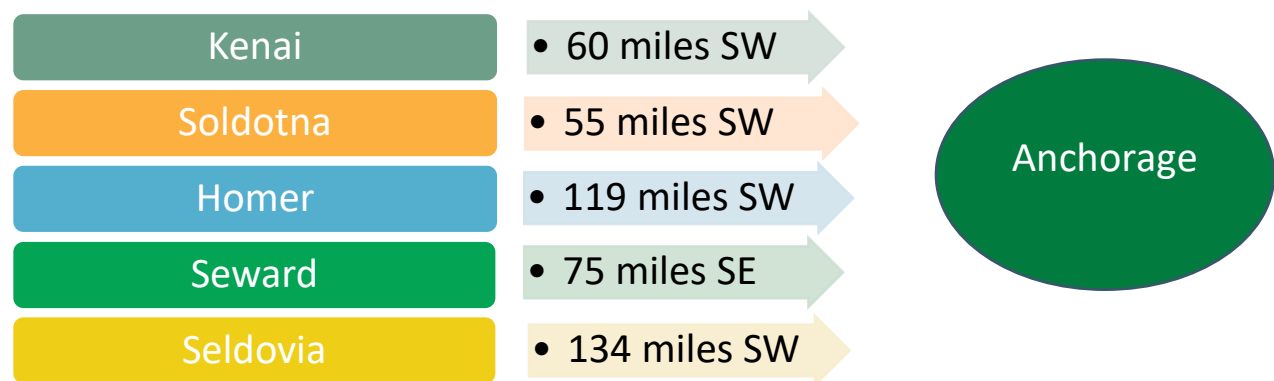 Kenai
• 60 miles SW
Soldotna
• 55 miles SW
Homer
• 119 miles SW
Seward
• 75 miles SE
Seldovia
• 134 miles SW
Anchorage